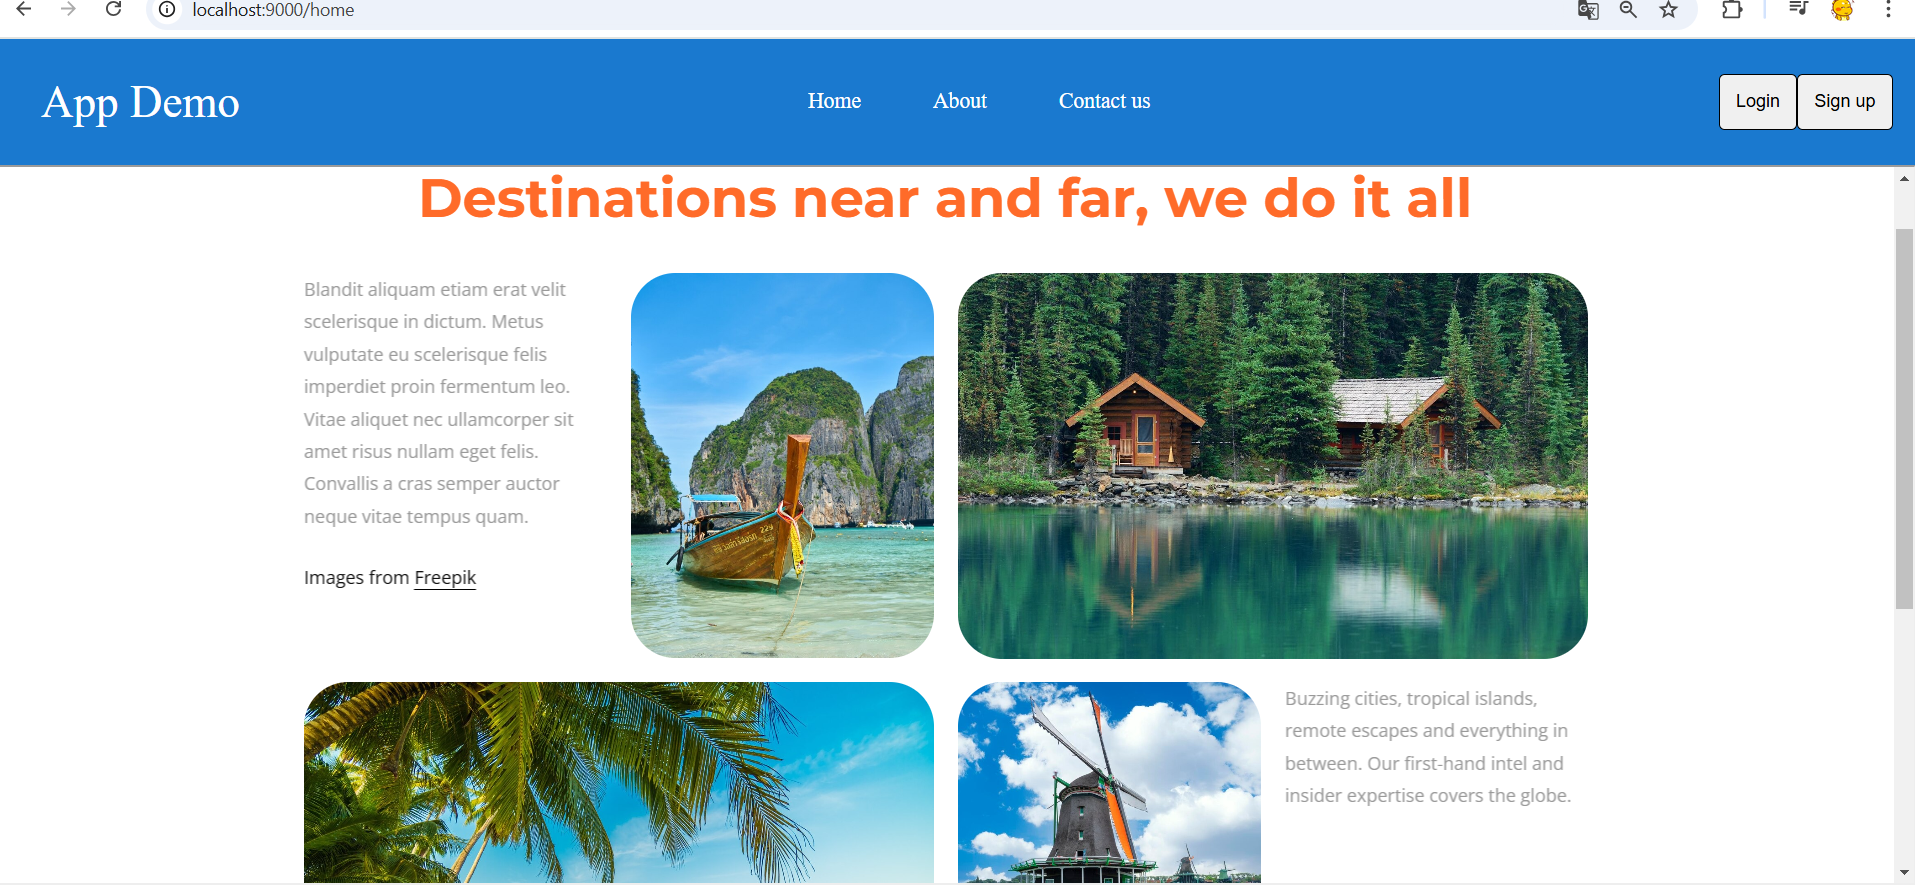 localhost:9000/home
App Demo
Home
About
Contact us
Login
Sign up
Destinations near and far, we do it all
Blandit aliquam etiam erat velit
scelerisque in dictum. Metus
vulputate eu scelerisque felis
imperdiet proin fermentum leo.
Vitae aliquet nec ullamcorper sit
amet risus nullam eget felis.
Convallis a cras semper auctor
neque vitae tempus quam.
Images from Freepik
229
Buzzing cities, tropical islands,
remote escapes and everything in
between. Our first-hand intel and
insider expertise covers the globe.